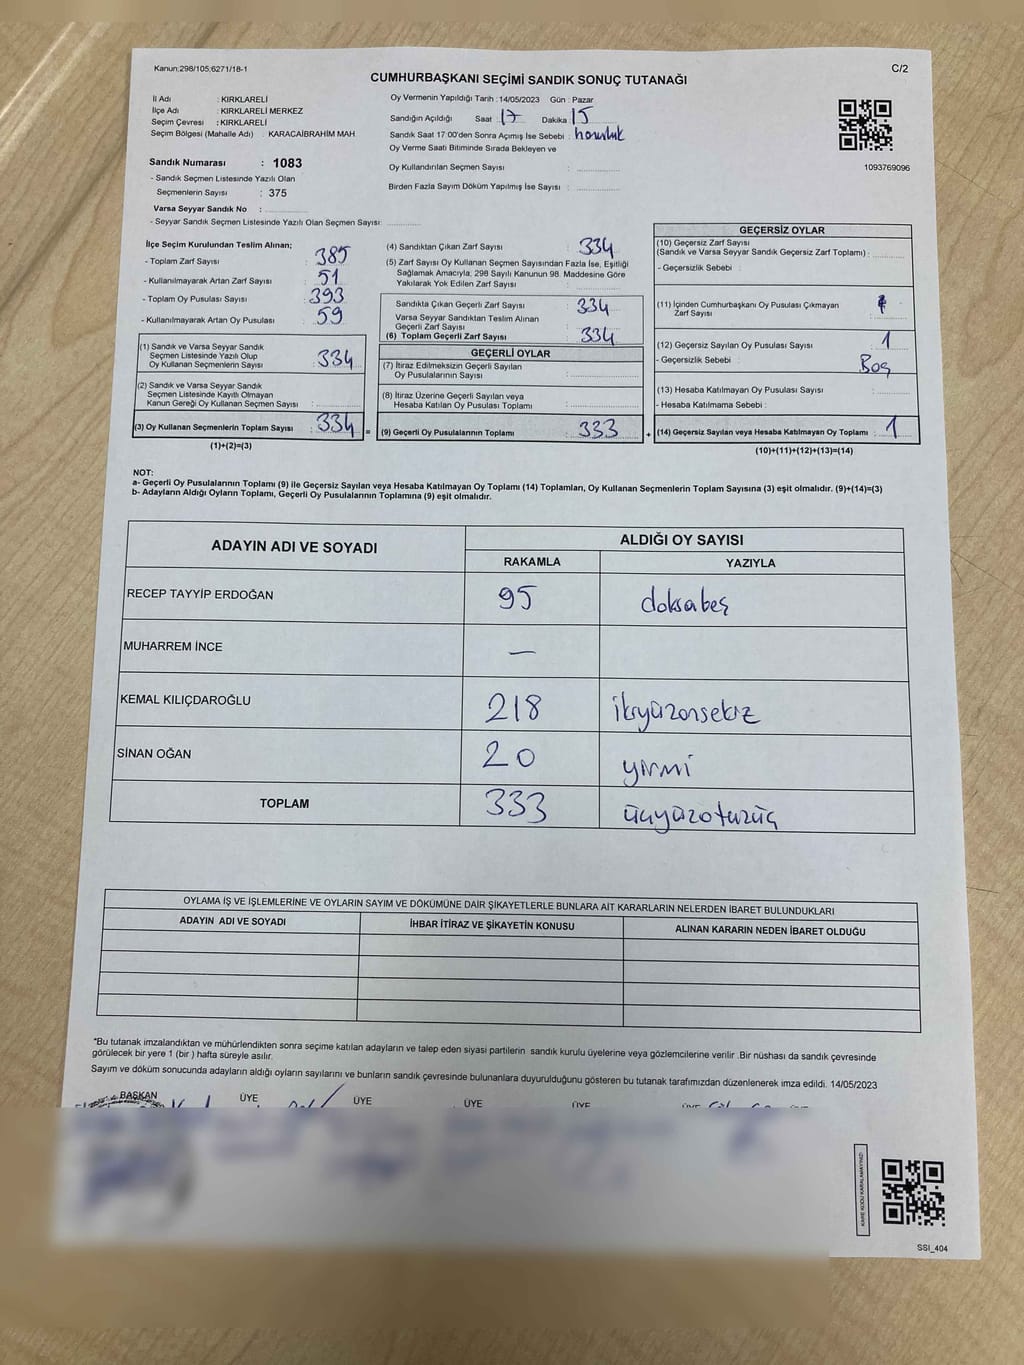 Kanun;298/105;6271/18-1
C/2
CUMHURBAŞKANI SEÇİMİ SANDIK SONUÇ TUTANAĞI
İl Adı : KIRKLARELİ
İlçe Adı : KIRKLARELİ MERKEZ
Seçim Çevresi : KIRKLARELİ
Seçim Bölgesi (Mahalle Adı) : KARACAİBRAHİM MAH
Sandık Numarası : 1083
- Sandık Seçmen Listesinde Yazılı Olan
Seçmenlerin Sayısı : 375
Varsa Seyyar Sandık No :
- Seyyar Sandık Seçmen Listesinde Yazılı Olan Seçmen Sayısı:
Oy Vermenin Yapıldığı Tarih :14/05/2023 Gün : Pazar
Sandığın Açıldığı Saat 17 Dakika 15
Sandık Saat 17:00'den Sonra Açımış İse Sebebi :
Oy Verme Saati Bitiminde Sırada Bekleyen ve
Oy Kullandırılan Seçmen Sayısı :
Birden Fazla Sayım Döküm Yapılmış İse Sayısı :
1093769096
İlçe Seçim Kurulundan Teslim Alınan;
- Toplam Zarf Sayısı : 385
- Kullanılmayarak Artan Zarf Sayısı : 51
- Toplam Oy Pusulası Sayısı : 393
- Kullanılmayarak Artan Oy Pusulası : 59
(1) Sandık ve Varsa Seyyar Sandık
Seçmen Listesinde Yazılı Olup
Oy Kullanan Seçmenlerin Sayısı : 334
(2) Sandık ve Varsa Seyyar Sandık
Seçmen Listesinde Kayıtlı Olmayan
Kanun Gereği Oy Kullanan Seçmen Sayısı :
(3) Oy Kullanan Seçmenlerin Toplam Sayısı : 334 =
(1)+(2)=(3)
(4) Sandıktan Çıkan Zarf Sayısı : 334
(5) Zarf Sayısı Oy Kullanan Seçmen Sayısından Fazla İse, Eşitliği
Sağlamak Amacıyla; 298 Sayılı Kanunun 98. Maddesine Göre
Yakılarak Yok Edilen Zarf Sayısı :
Sandıkta Çıkan Geçerli Zarf Sayısı : 334
Varsa Seyyar Sandıktan Teslim Alınan
Geçerli Zarf Sayısı :
(6) Toplam Geçerli Zarf Sayısı : 334
GEÇERLİ OYLAR
(7) İtiraz Edilmeksizin Geçerli Sayılan
Oy Pusulalarının Sayısı :
(8) İtiraz Üzerine Geçerli Sayılan veya
Hesaba Katılan Oy Pusulası Toplamı :
(9) Geçerli Oy Pusulalarının Toplamı : 333 +
GEÇERSİZ OYLAR
(10) Geçersiz Zarf Sayısı
(Sandık ve Varsa Seyyar Sandık Geçersiz Zarf Toplamı) :
- Geçersizlik Sebebi :
(11) İçinden Cumhurbaşkanı Oy Pusulası Çıkmayan
Zarf Sayısı :
(12) Geçersiz Sayılan Oy Pusulası Sayısı : 1
- Geçersizlik Sebebi : Boş
(13) Hesaba Katılmayan Oy Pusulası Sayısı :
- Hesaba Katılmama Sebebi :
(14) Geçersiz Sayılan veya Hesaba Katılmayan Oy Toplamı : 1
(10)+(11)+(12)+(13)=(14)
NOT:
a- Geçerli Oy Pusulalarının Toplamı (9) ile Geçersiz Sayılan veya Hesaba Katılmayan Oy Toplamı (14) Toplamları, Oy Kullanan Seçmenlerin Toplam Sayısına (3) eşit olmalıdır. (9)+(14)=(3)
b- Adayların Aldığı Oyların Toplamı, Geçerli Oy Pusulalarının Toplamına (9) eşit olmalıdır.
ADAYIN ADI VE SOYADI
ALDIĞI OY SAYISI
RAKAMLA YAZIYLA
RECEP TAYYİP ERDOĞAN 95 doksabeş
MUHARREM İNCE —
KEMAL KILIÇDAROĞLU 218 ikiyüzonsekiz
SİNAN OĞAN 20 yirmi
TOPLAM 333 üçyüzotuzüç
OYLAMA İŞ VE İŞLEMLERİNE VE OYLARIN SAYIM VE DÖKÜMÜNE DAİR ŞİKAYETLERLE BUNLARA AİT KARARLARIN NELERDEN İBARET BULUNDUKLARI
ADAYIN ADI VE SOYADI İHBAR İTİRAZ VE ŞİKAYETİN KONUSU ALINAN KARARIN NEDEN İBARET OLDUĞU
*Bu tutanak imzalandıktan ve mühürlendikten sonra seçime katılan adayların ve talep eden siyasi partilerin sandık kurulu üyelerine veya gözlemcilerine verilir .Bir nüshası da sandık çevresinde
görülecek bir yere 1 (bir ) hafta süreyle asılır.
Sayım ve döküm sonucunda adayların aldığı oyların sayılarını ve bunların sandık çevresinde bulunanlara duyurulduğunu gösteren bu tutanak tarafımızdan düzenlenerek imza edildi. 14/05/2023
BAŞKAN ÜYE ÜYE ÜYE ÜYE ÜYE ÜYE
KARE KODU KARALAMAYINIZ!
SSI_404